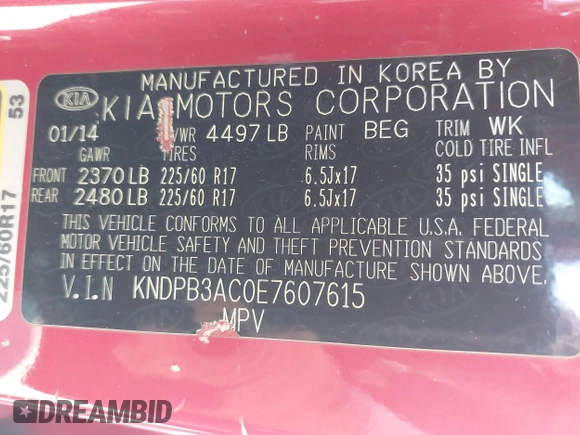 MANUFACTURED IN KOREA BY
KIA KIA MOTORS CORPORATION
01/14 GVWR 4497 LB PAINT BEG TRIM WK
GAWR TIRES RIMS COLD TIRE INFL
FRONT 2370 LB 225/60 R17 6.5Jx17 35 psi SINGLE
REAR 2480 LB 225/60 R17 6.5Jx17 35 psi SINGLE
THIS VEHICLE CONFORMS TO ALL APPLICABLE U.S.A. FEDERAL
MOTOR VEHICLE SAFETY AND THEFT PREVENTION STANDARDS
IN EFFECT ON THE DATE OF MANUFACTURE SHOWN ABOVE.
V.I.N KNDPB3AC0E7607615
MPV
225/60R17 53
DREAMBID